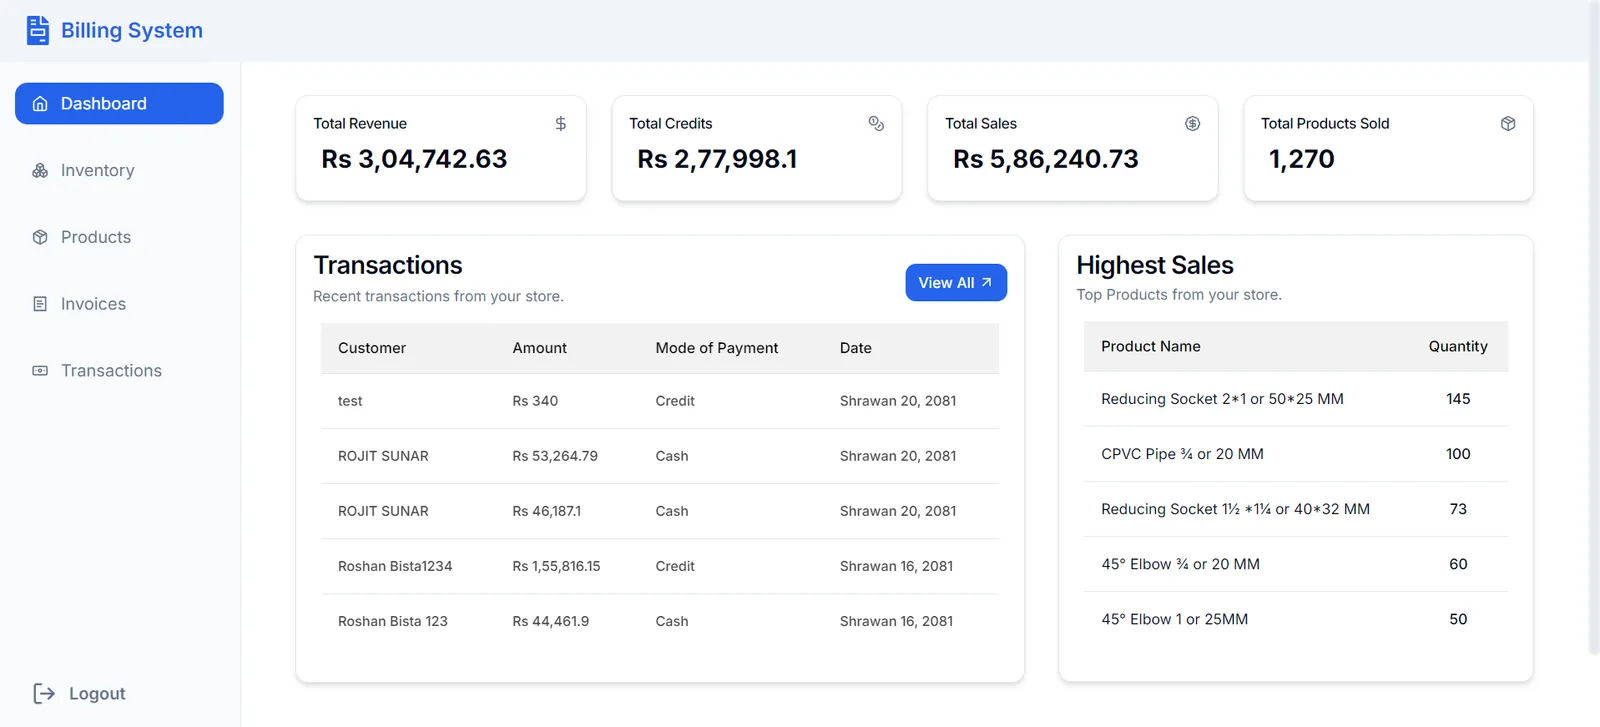 Billing System
Dashboard
Inventory
Products
Invoices
Transactions
Logout
Total Revenue
Rs 3,04,742.63
Total Credits
Rs 2,77,998.1
Total Sales
Rs 5,86,240.73
Total Products Sold
1,270
Transactions
Recent transactions from your store.
View All
Customer Amount Mode of Payment Date
test Rs 340 Credit Shrawan 20, 2081
ROJIT SUNAR Rs 53,264.79 Cash Shrawan 20, 2081
ROJIT SUNAR Rs 46,187.1 Cash Shrawan 20, 2081
Roshan Bista1234 Rs 1,55,816.15 Credit Shrawan 16, 2081
Roshan Bista 123 Rs 44,461.9 Cash Shrawan 16, 2081
Highest Sales
Top Products from your store.
Product Name Quantity
Reducing Socket 2*1 or 50*25 MM 145
CPVC Pipe ¾ or 20 MM 100
Reducing Socket 1½ *1¼ or 40*32 MM 73
45° Elbow ¾ or 20 MM 60
45° Elbow 1 or 25MM 50